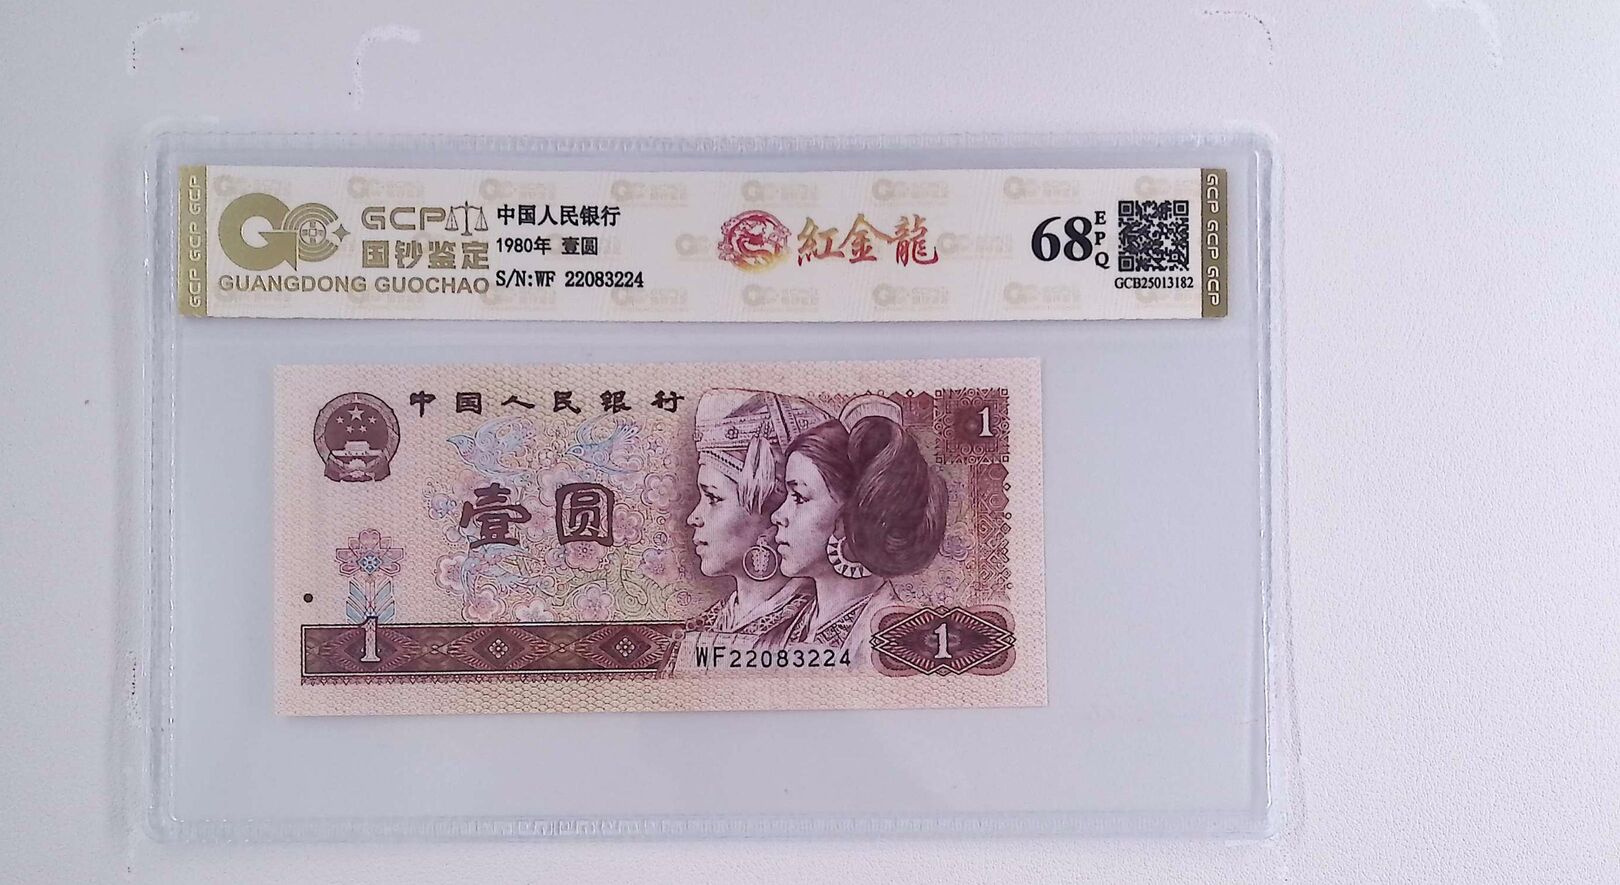 GCP GCP GCP
GC
GCP
国钞鉴定
GUANGDONG GUOCHAO
中国人民银行
1980年 壹圆
S/N:WF 22083224
紅金龍
68
EPQ
GCB25013182
GCP GCP GCP
中国人民银行
1
壹圆
1
WF22083224
1